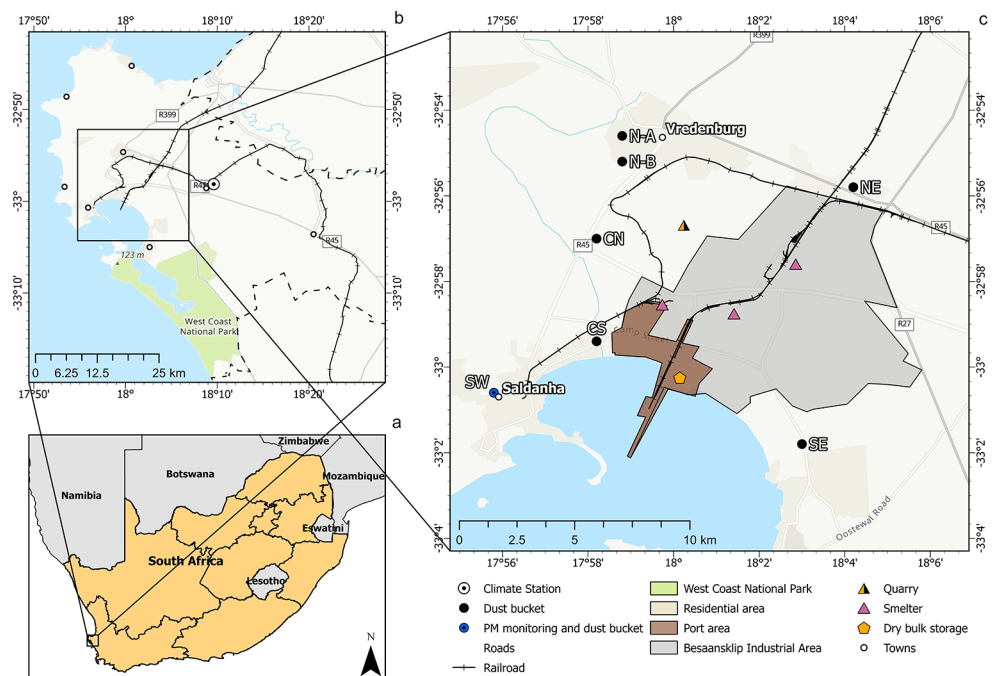 b
17°50'
18°
18°10'
18°20'
-32°50'
-33°
-33°10'
R399
R45
R45
123 m
West Coast
National Park
0 6.25 12.5 25 km
17°50'
18°
18°10'
18°20'
-32°50'
-33°
-33°10'
a
Zimbabwe
Botswana
Mozambique
Namibia
Eswatini
South Africa
Lesotho
N
c
17°56'
17°58'
18°
18°2'
18°4'
18°6'
-32°54'
-32°56'
-32°58'
-33°
-33°2'
-33°4'
R399
N-A
Vredenburg
N-B
NE
CN
R45
R45
R27
CS
Camp Street
SW
Saldanha
SE
Oostewal Road
0 2.5 5 10 km
17°56'
17°58'
18°
18°2'
18°4'
18°6'
-32°54'
-32°56'
-32°58'
-33°
-33°2'
-33°4'
Climate Station
Dust bucket
PM monitoring and dust bucket
Roads
Railroad
West Coast National Park
Residential area
Port area
Besaansklip Industrial Area
Quarry
Smelter
Dry bulk storage
Towns